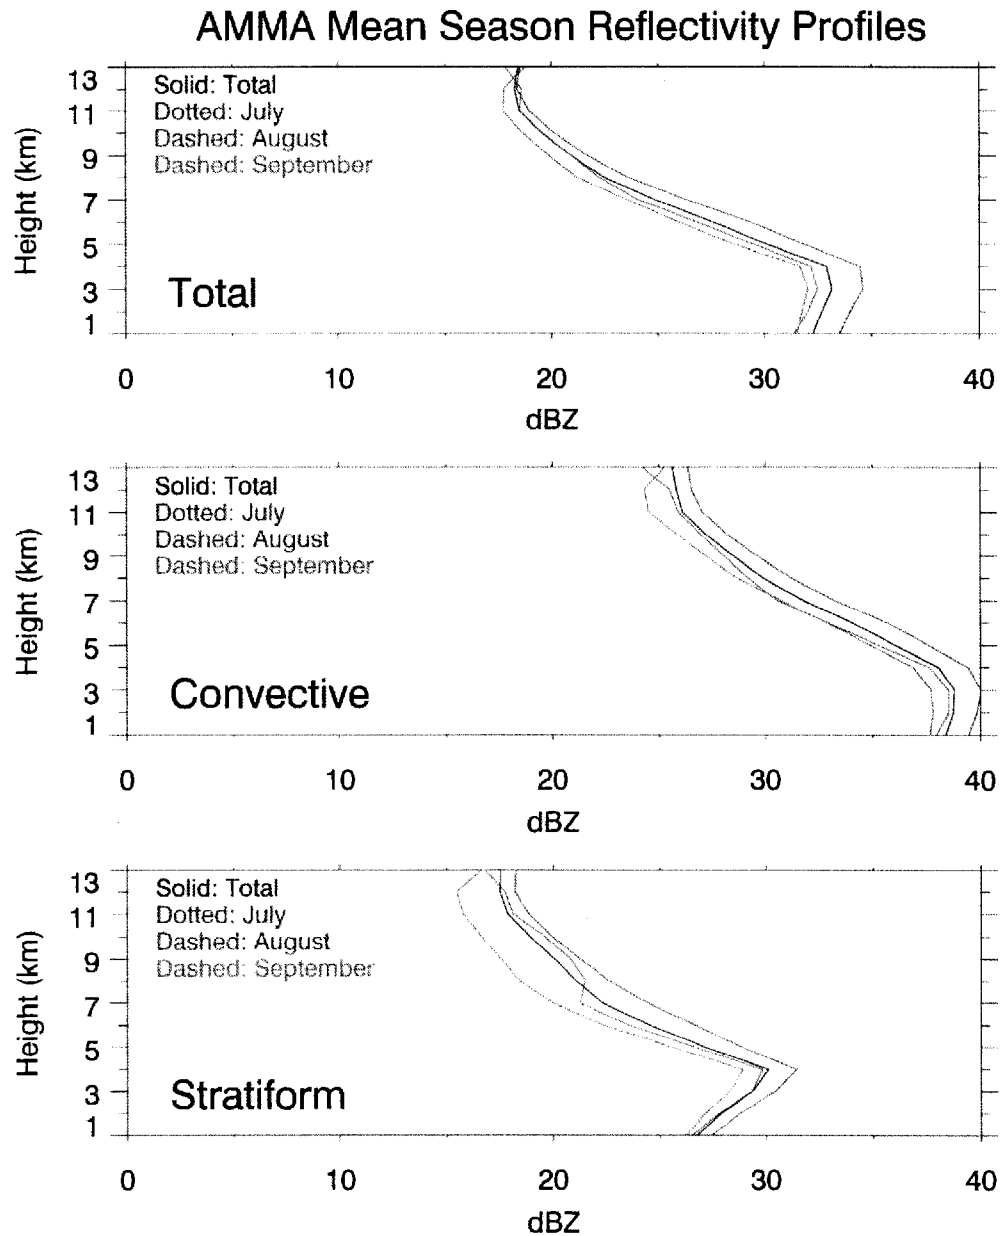 AMMA Mean Season Reflectivity Profiles
Solid: Total
Dotted: July
Dashed: August
Dashed: September
13
11
9
7
5
3
1
Height (km)
Total
0 10 20 30 40
dBZ
Solid: Total
Dotted: July
Dashed: August
Dashed: September
13
11
9
7
5
3
1
Height (km)
Convective
0 10 20 30 40
dBZ
Solid: Total
Dotted: July
Dashed: August
Dashed: September
13
11
9
7
5
3
1
Height (km)
Stratiform
0 10 20 30 40
dBZ